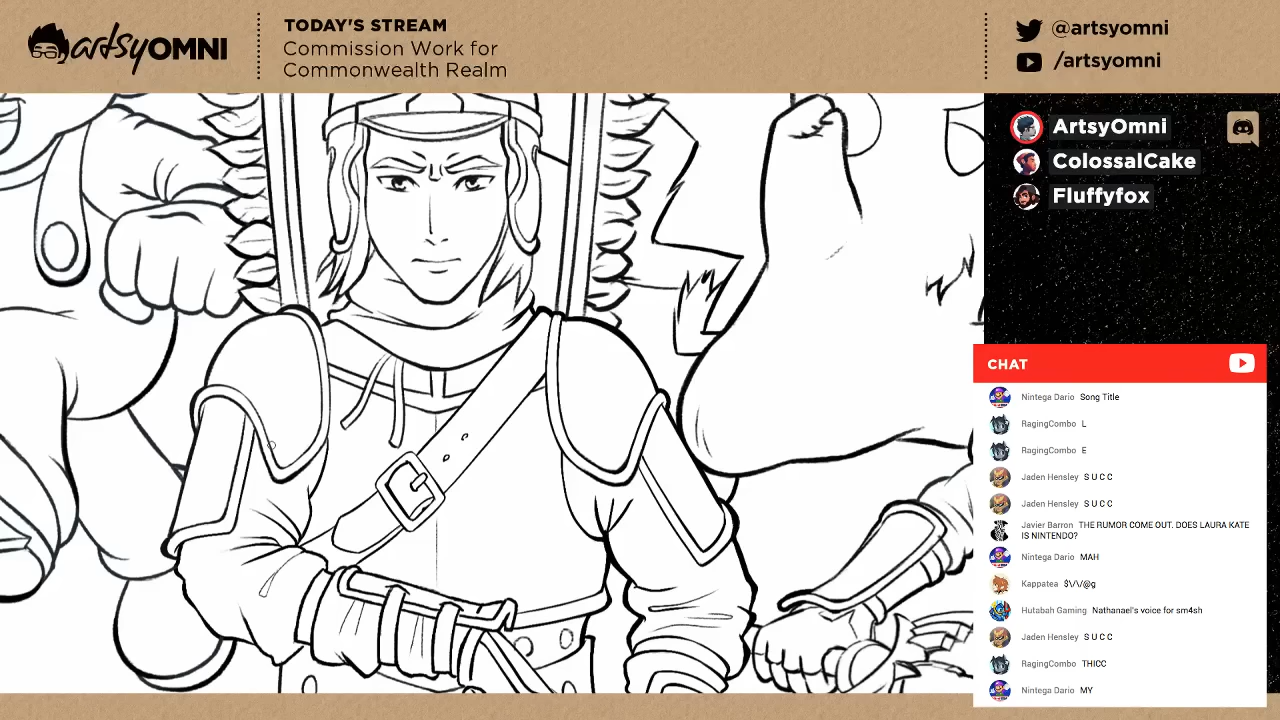 artsyOMNI
TODAY'S STREAM
Commission Work for
Commonwealth Realm
@artsyomni
/artsyomni
ArtsyOmni
ColossalCake
Fluffyfox
CHAT
Nintega Dario Song Title
RagingCombo L
RagingCombo E
Jaden Hensley S U C C
Jaden Hensley S U C C
Javier Barron THE RUMOR COME OUT. DOES LAURA KATE
IS NINTENDO?
Nintega Dario MAH
Kappatea $\/\/@g
Hutabah Gaming Nathanael's voice for sm4sh
Jaden Hensley S U C C
RagingCombo THICC
Nintega Dario MY